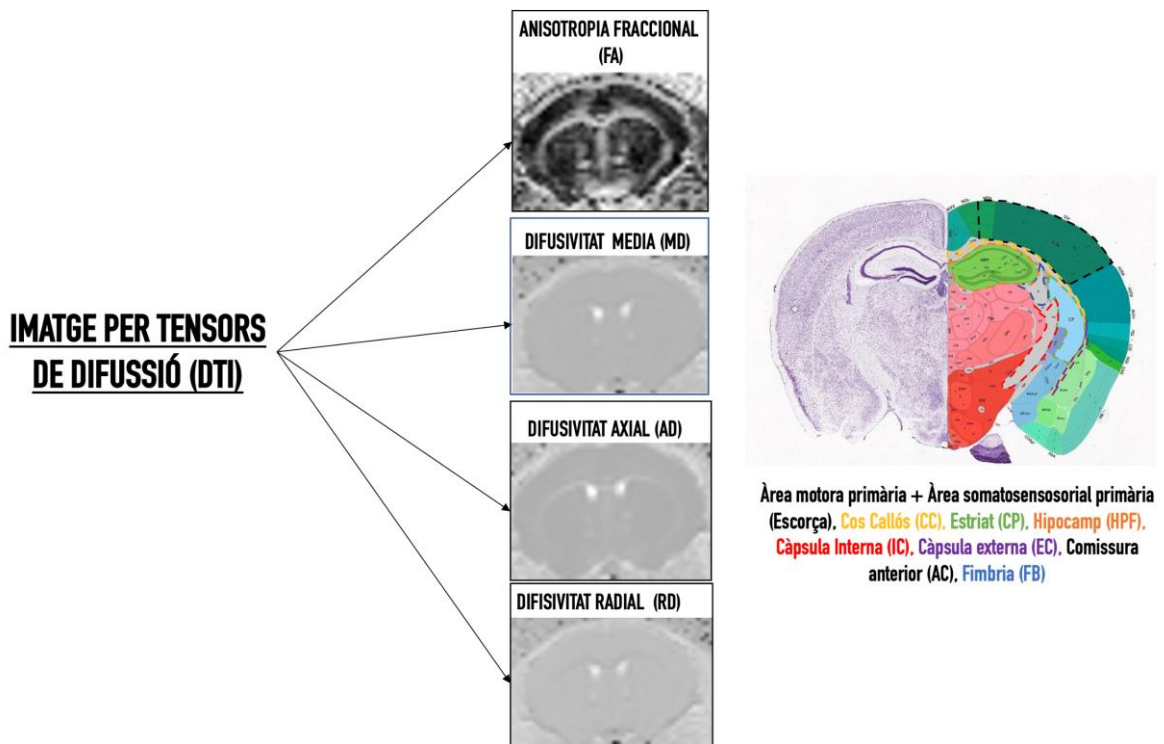 ANISOTROPIA FRACCIONAL
(FA)
DIFUSIVITAT MEDIA (MD)
IMATGE PER TENSORS
DE DIFUSSIÓ (DTI)
DIFUSIVITAT AXIAL (AD)
DIFISIVITAT RADIAL (RD)
CP
Àrea motora primària + Àrea somatosensosorial primària
(Escorça), Cos Callós (CC), Estriat (CP), Hipocamp (HPF),
Càpsula Interna (IC), Càpsula externa (EC), Comissura
anterior (AC), Fimbria (FB)